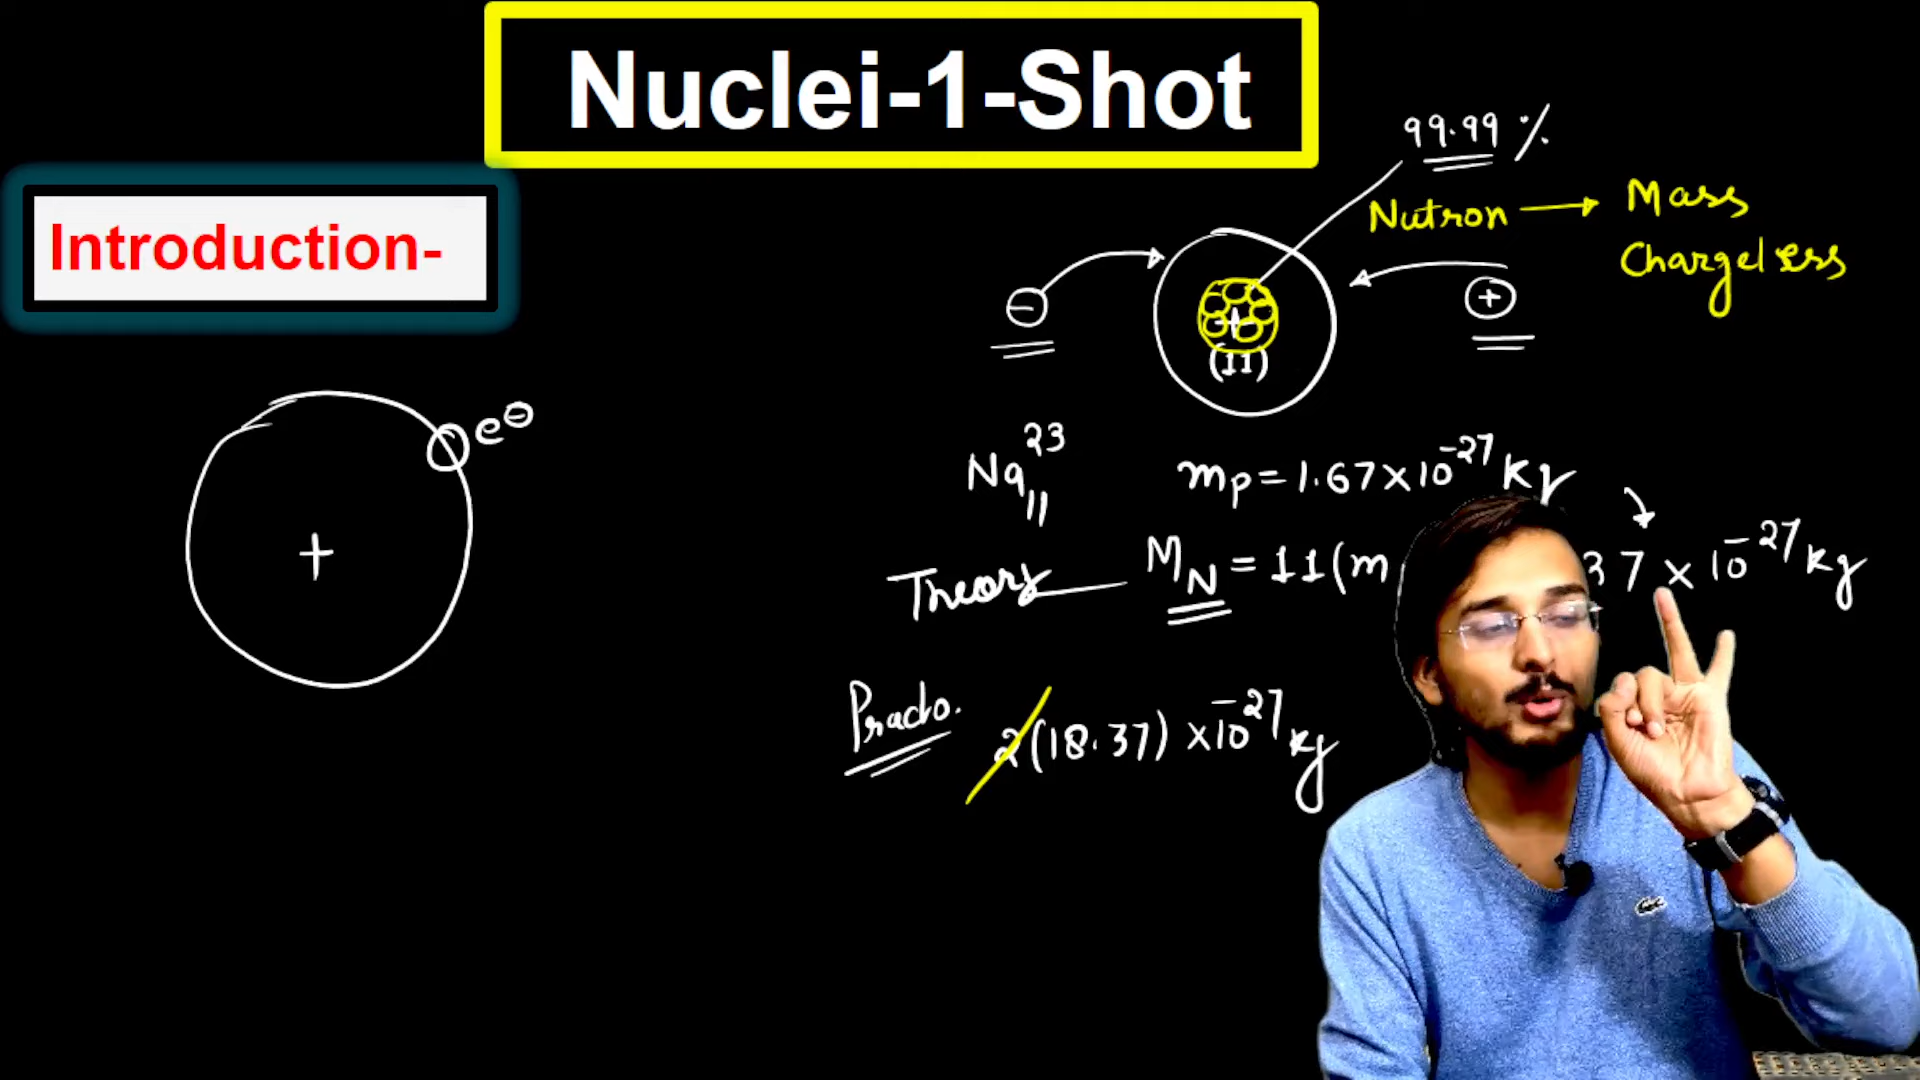 Nuclei-1-Shot
Introduction-
99.99 %
Nutron → Mass
Chargeless
−
+
+
(11)
e⊖
+
Na 23 11
mp = 1.67 × 10^-27 kg
Theory MN = 11(m 37 × 10^-27 kg
2(18.37) × 10^-27 kg